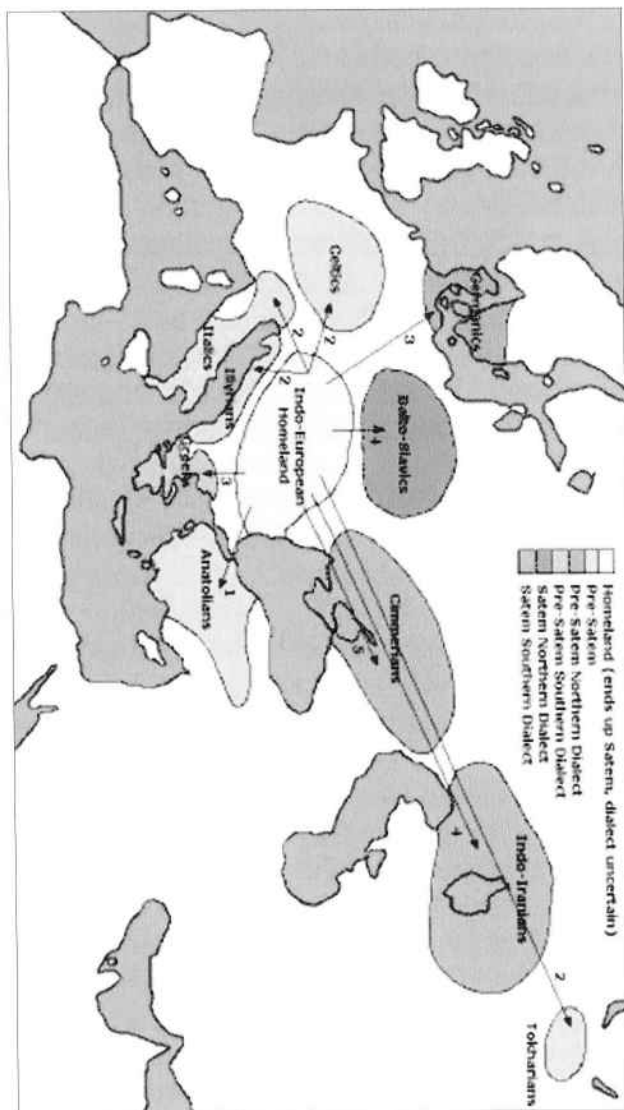 Homeland (ends up Satem, dialect uncertain)
Pre-Satem
Pre-Satem Northern Dialect
Pre-Satem Southern Dialect
Satem Northern Dialect
Satem Southern Dialect
Germanics
3
Celtics
2
2
2
Italics
Illyrians
Indo-European
Homeland
Balto-Slavics
4
Greeks
3
1
Anatolians
Cimmerians
5
4
Indo-Iranians
2
Tokharians